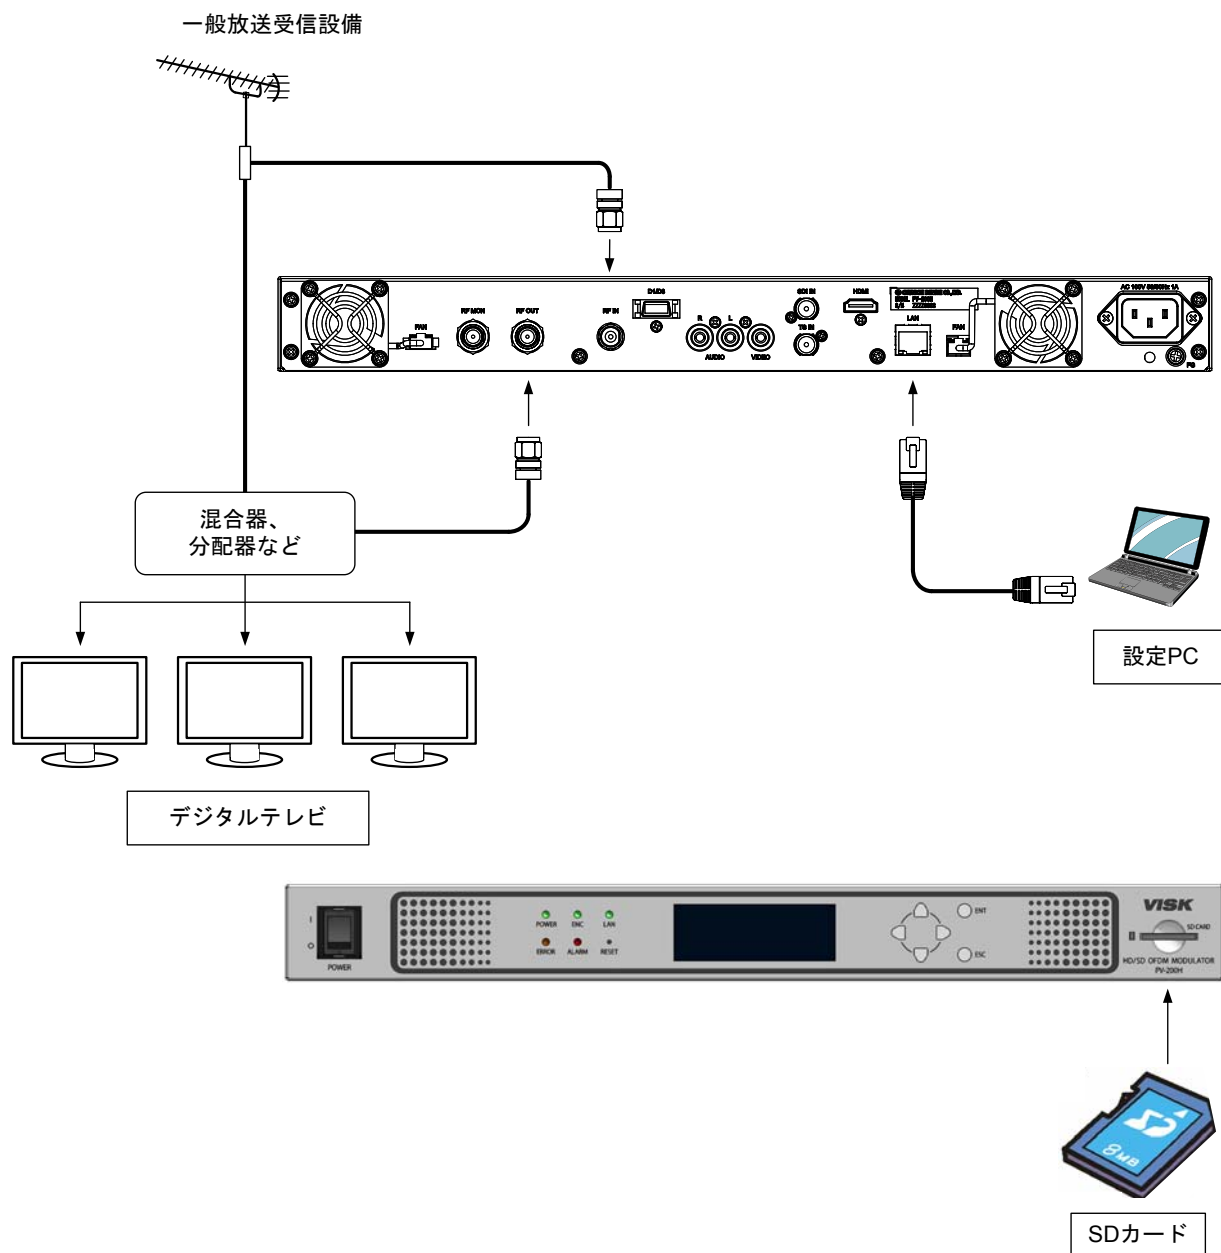 一般放送受信設備
D1/D3
SDI IN
HDMI
AC 100V 50/60Hz 1A
FAN
RF MON
RF OUT
RF IN
R
L
TS IN
LAN
FAN
AUDIO
VIDEO
FG
混合器、
分配器など
設定PC
デジタルテレビ
POWER
ENC
LAN
ERROR
ALARM
RESET
POWER
ENT
ESC
VISK
SD CARD
HD/SD OFDM MODULATOR
PV-200H
8MB
SDカード